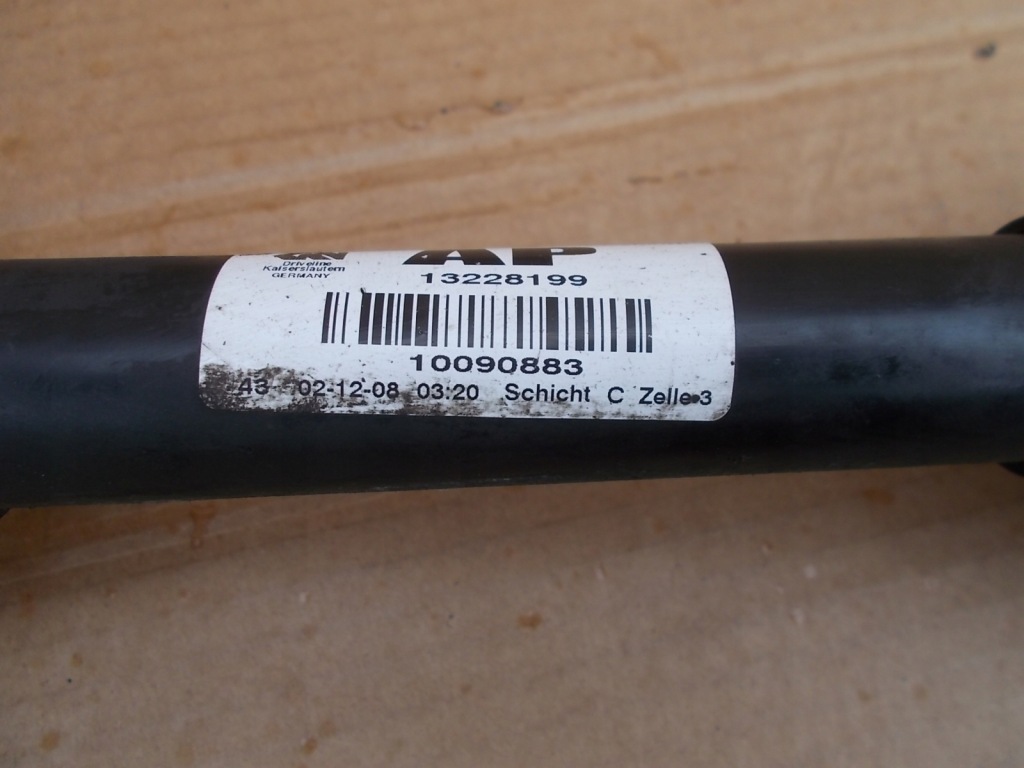 AP
Driveline
Kaiserslautern
GERMANY
13228199
10090883
43 02-12-08 03:20 Schicht C Zelle 3